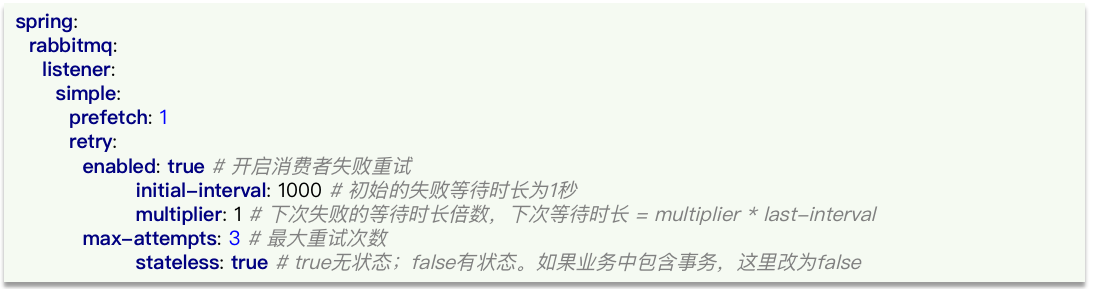 spring:
rabbitmq:
listener:
simple:
prefetch: 1
retry:
enabled: true # 开启消费者失败重试
initial-interval: 1000 # 初始的失败等待时长为1秒
multiplier: 1 # 下次失败的等待时长倍数，下次等待时长 = multiplier * last-interval
max-attempts: 3 # 最大重试次数
stateless: true # true无状态；false有状态。如果业务中包含事务，这里改为false